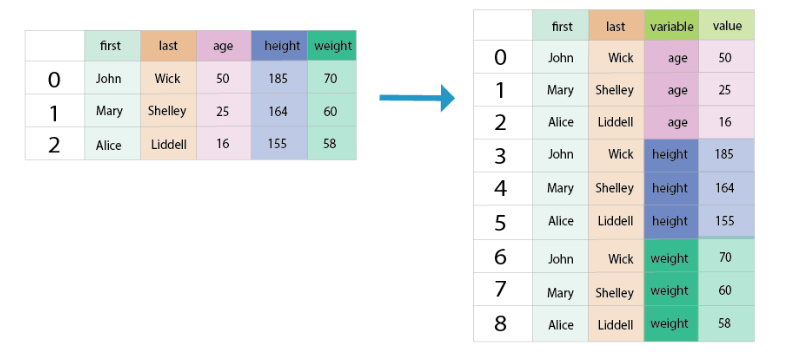 first last age height weight
0 John Wick 50 185 70
1 Mary Shelley 25 164 60
2 Alice Liddell 16 155 58
first last variable value
0 John Wick age 50
1 Mary Shelley age 25
2 Alice Liddell age 16
3 John Wick height 185
4 Mary Shelley height 164
5 Alice Liddell height 155
6 John Wick weight 70
7 Mary Shelley weight 60
8 Alice Liddell weight 58